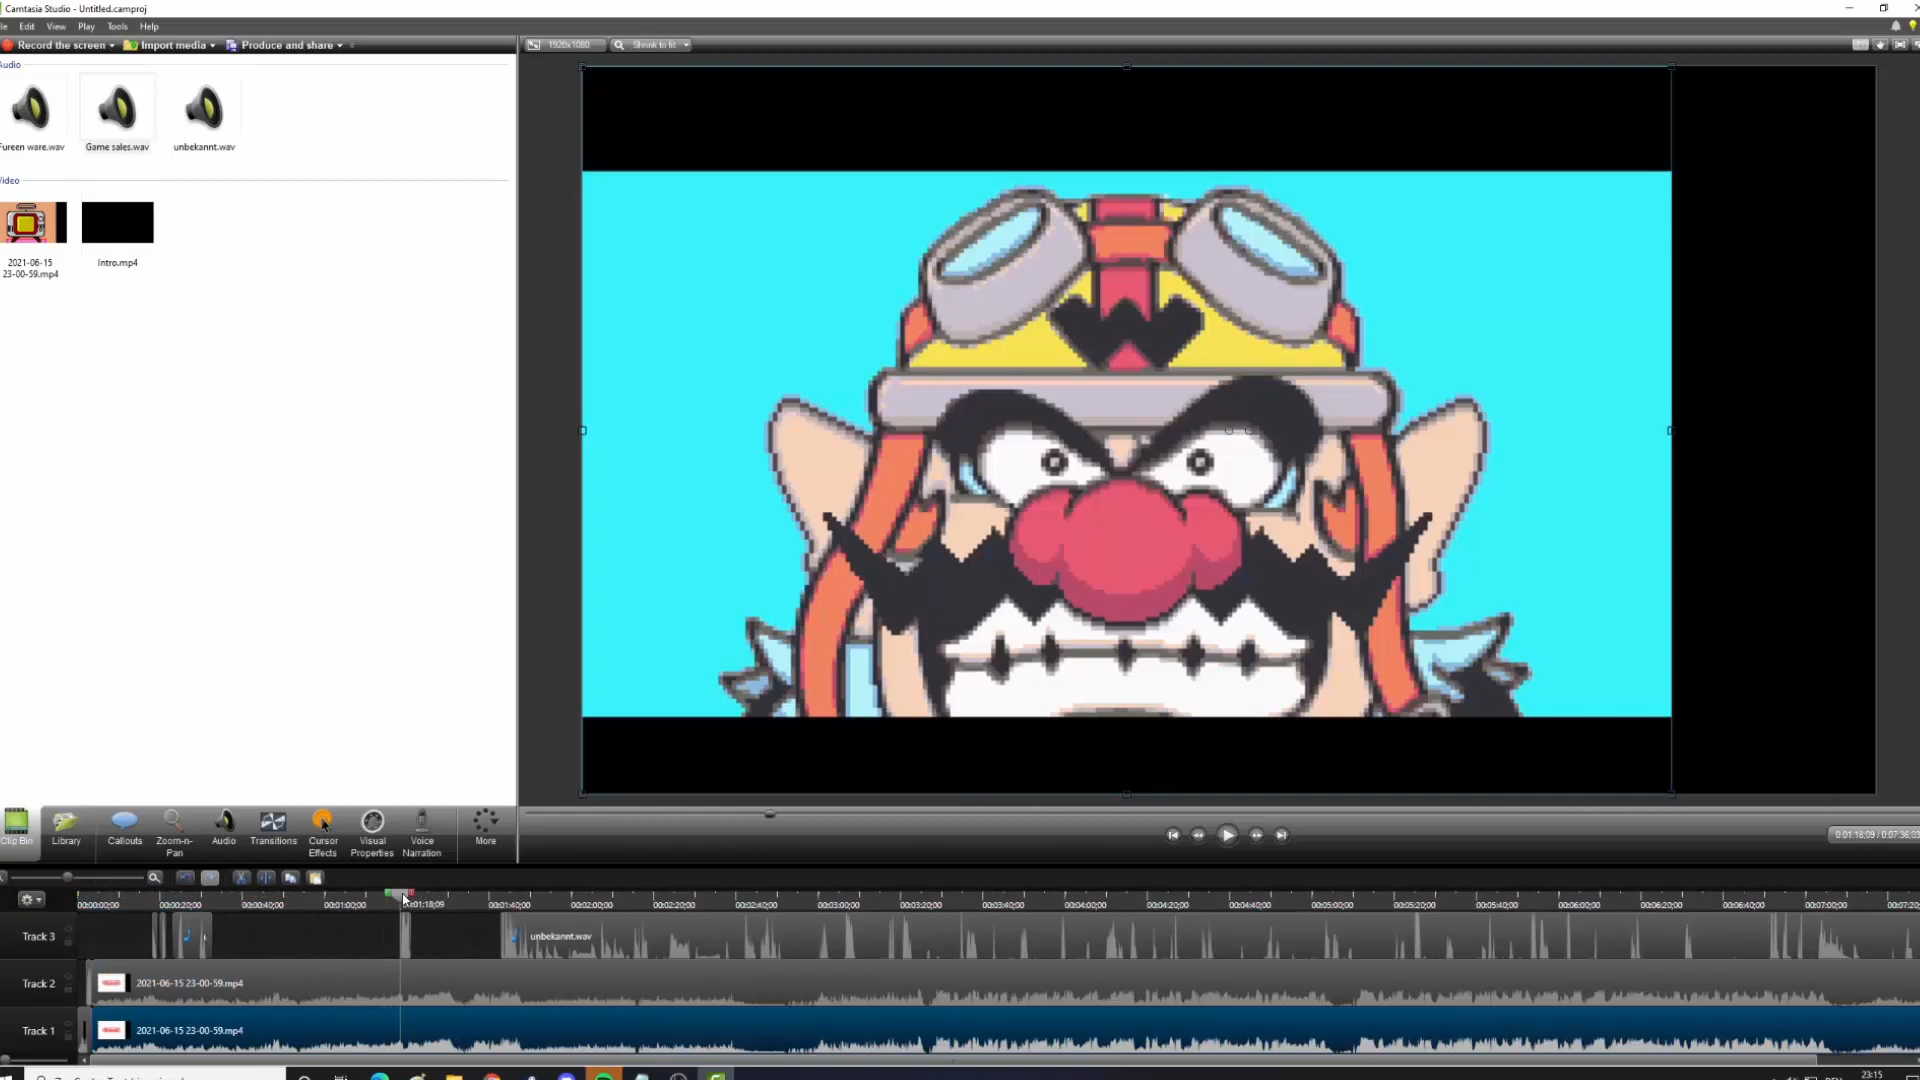 Camtasia Studio - Untitled.camproj
Edit View Play Tools Help
Record the screen Import media Produce and share
1920x1080 Shrink to fit
Audio
Fureen ware.wav Game sales.wav unbekannt.wav
Video
2021-06-15 23-00-59.mp4 Intro.mp4
Clip Bin Library Callouts Zoom-n-Pan Audio Transitions Cursor Effects Visual Properties Voice Narration More
0:01:18;09 / 0:07:36;03
00:00:00;00 00:00:20;00 00:00:40;00 00:01:00;00 00:01:18;09 00:01:40;00 00:02:00;00 00:02:20;00 00:02:40;00 00:03:00;00 00:03:20;00 00:03:40;00 00:04:00;00 00:04:20;00 00:04:40;00 00:05:00;00 00:05:20;00 00:05:40;00 00:06:00;00 00:06:20;00 00:06:40;00 00:07:00;00
Track 3 unbekannt.wav
Track 2 2021-06-15 23-00-59.mp4
Track 1 2021-06-15 23-00-59.mp4
23:15